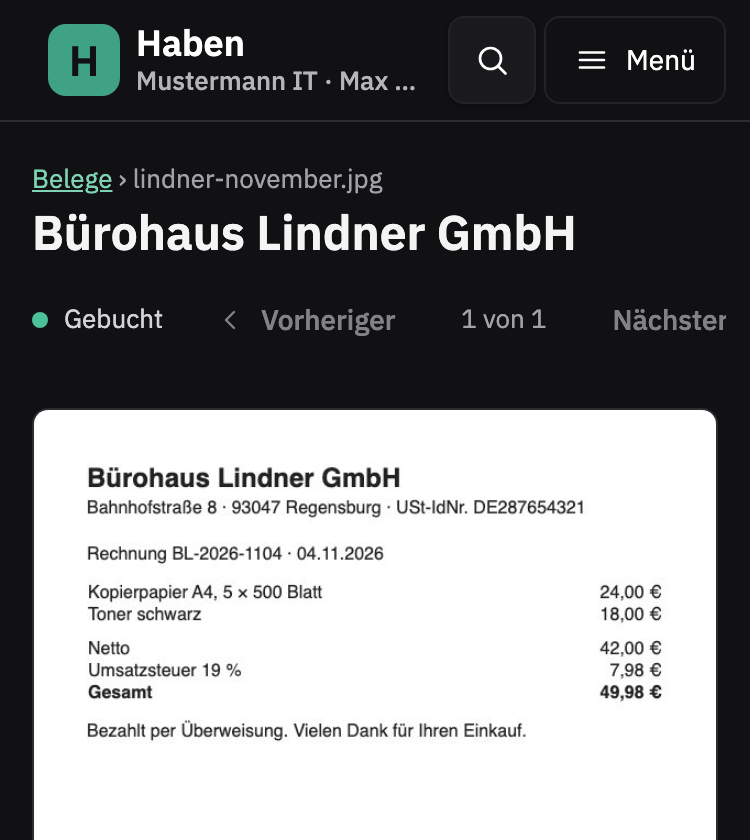 H
Haben
Mustermann IT · Max ...
Menü
Belege › lindner-november.jpg
Bürohaus Lindner GmbH
Gebucht
Vorheriger
1 von 1
Nächster
Bürohaus Lindner GmbH
Bahnhofstraße 8 · 93047 Regensburg · USt-IdNr. DE287654321
Rechnung BL-2026-1104 · 04.11.2026
Kopierpapier A4, 5 × 500 Blatt 24,00 €
Toner schwarz 18,00 €
Netto 42,00 €
Umsatzsteuer 19 % 7,98 €
Gesamt 49,98 €
Bezahlt per Überweisung. Vielen Dank für Ihren Einkauf.